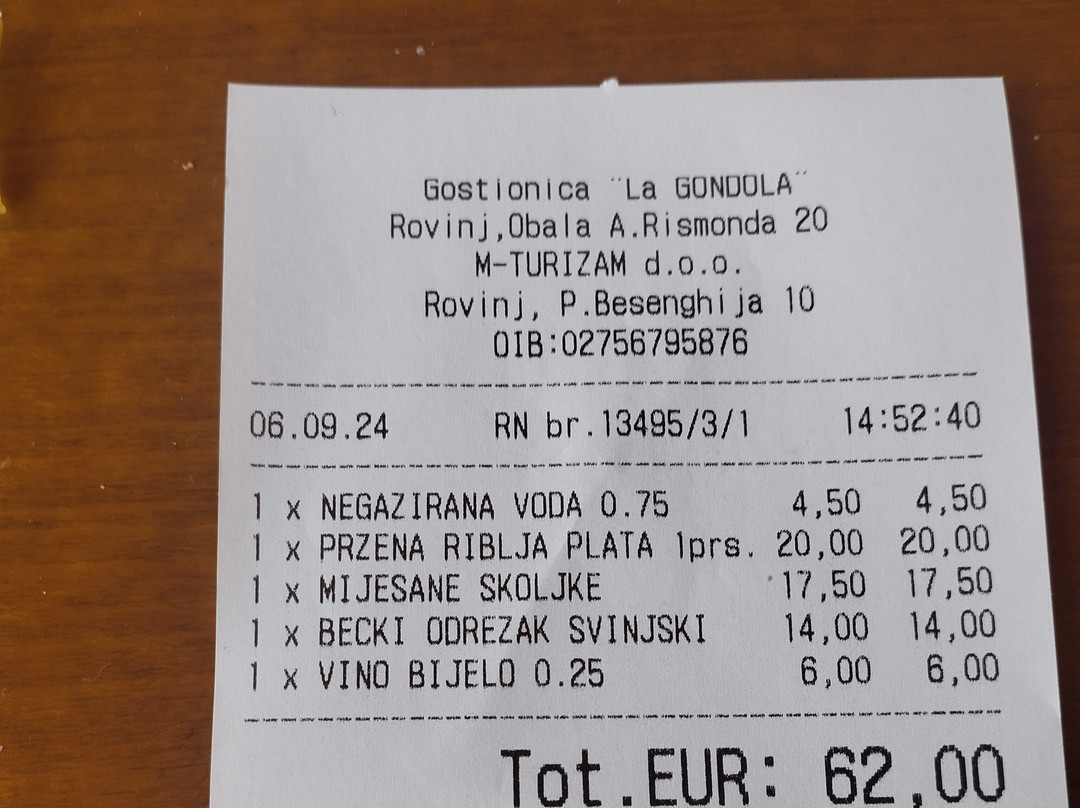 Gostionica ¨La GONDOLA¨
Rovinj,Obala A.Rismonda 20
M-TURIZAM d.o.o.
Rovinj, P.Besenghija 10
OIB:02756795876
06.09.24 RN br.13495/3/1 14:52:40
1 x NEGAZIRANA VODA 0.75 4,50 4,50
1 x PRZENA RIBLJA PLATA 1prs. 20,00 20,00
1 x MIJESANE SKOLJKE 17,50 17,50
1 x BECKI ODREZAK SVINJSKI 14,00 14,00
1 x VINO BIJELO 0.25 6,00 6,00
Tot.EUR: 62,00